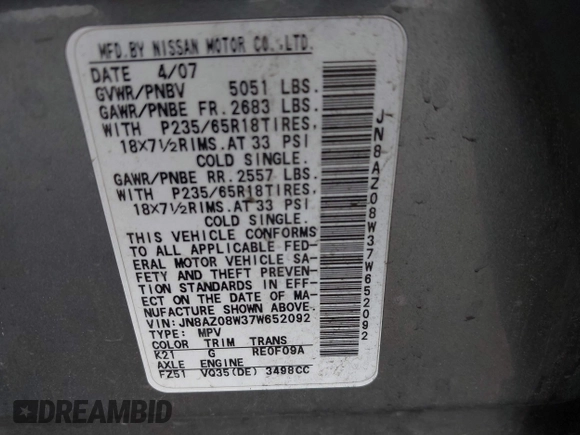 MFD.BY NISSAN MOTOR CO.,LTD.
DATE 4/07
GVWR/PNBV 5051 LBS.
GAWR/PNBE FR.2683 LBS.
WITH P235/65R18TIRES,
18X7½RIMS.AT 33 PSI
COLD SINGLE.
GAWR/PNBE RR.2557 LBS.
WITH P235/65R18TIRES,
18X7½RIMS.AT 33 PSI
COLD SINGLE.
THIS VEHICLE CONFORMS
TO ALL APPLICABLE FED-
ERAL MOTOR VEHICLE SA-
FETY AND THEFT PREVEN-
TION STANDARDS IN EFF-
ECT ON THE DATE OF MA-
NUFACTURE SHOWN ABOVE.
VIN:JN8AZ08W37W652092
TYPE: MPV
COLOR TRIM TRANS
K21 G RE0F09A
AXLE ENGINE
FZ51 VQ35(DE) 3498CC
JN8AZ08W37W652092
DREAMBID